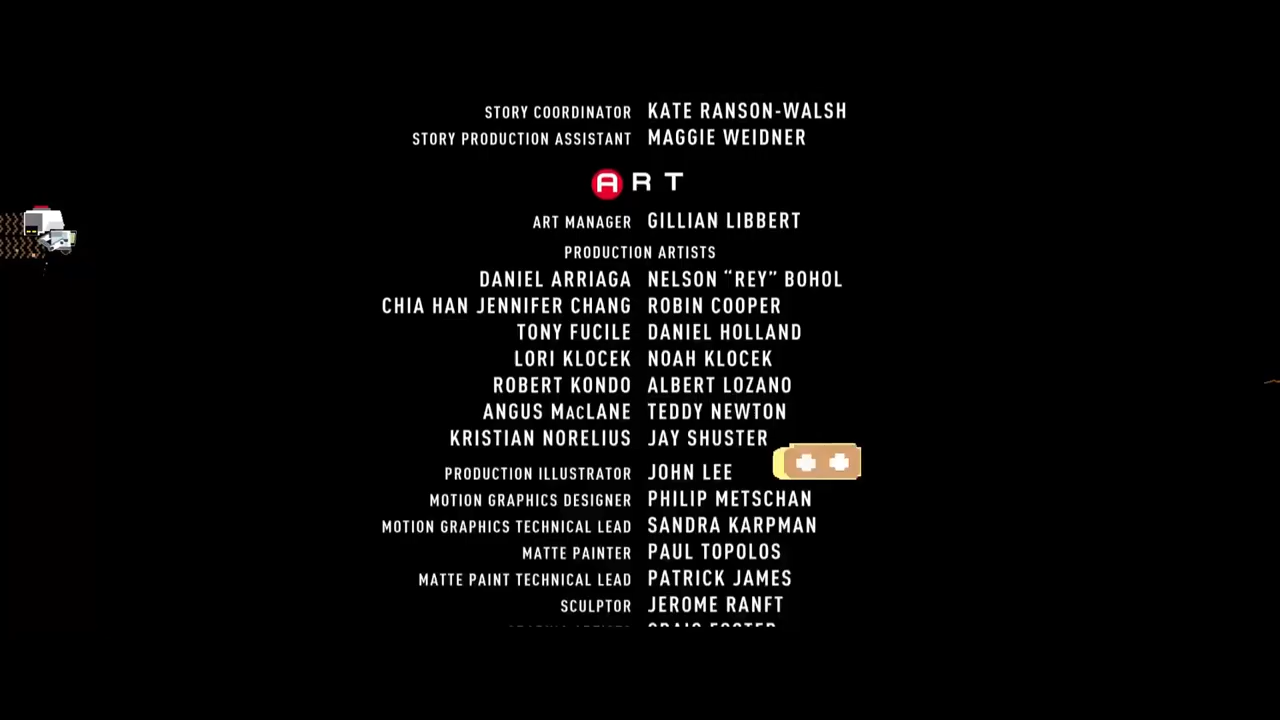 STORY COORDINATOR KATE RANSON-WALSH
STORY PRODUCTION ASSISTANT MAGGIE WEIDNER
ART
ART MANAGER GILLIAN LIBBERT
PRODUCTION ARTISTS
DANIEL ARRIAGA NELSON “REY” BOHOL
CHIA HAN JENNIFER CHANG ROBIN COOPER
TONY FUCILE DANIEL HOLLAND
LORI KLOCEK NOAH KLOCEK
ROBERT KONDO ALBERT LOZANO
ANGUS MACLANE TEDDY NEWTON
KRISTIAN NORELIUS JAY SHUSTER
PRODUCTION ILLUSTRATOR JOHN LEE
MOTION GRAPHICS DESIGNER PHILIP METSCHAN
MOTION GRAPHICS TECHNICAL LEAD SANDRA KARPMAN
MATTE PAINTER PAUL TOPOLOS
MATTE PAINT TECHNICAL LEAD PATRICK JAMES
SCULPTOR JEROME RANFT
CRAIG FOSTER